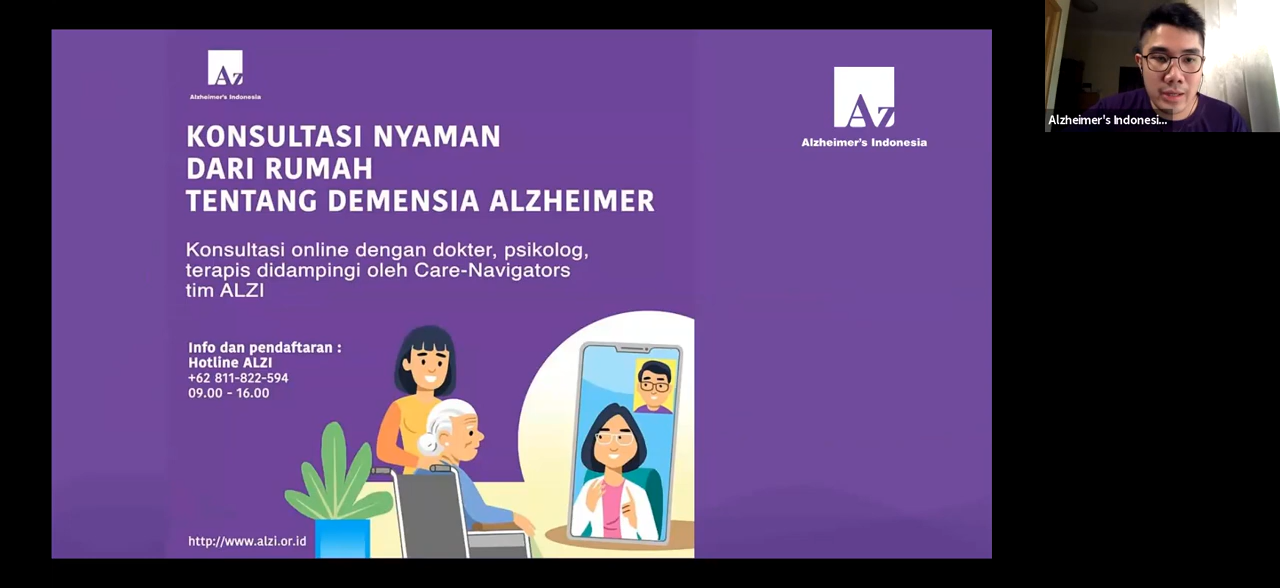 Az
Alzheimer's Indonesia
KONSULTASI NYAMAN
DARI RUMAH
TENTANG DEMENSIA ALZHEIMER
Konsultasi online dengan dokter, psikolog,
terapis didampingi oleh Care-Navigators
tim ALZI
Info dan pendaftaran :
Hotline ALZI
+62 811-822-594
09.00 - 16.00
http://www.alzi.or.id
Az
Alzheimer's Indonesia
Alzheimer's Indonesi...